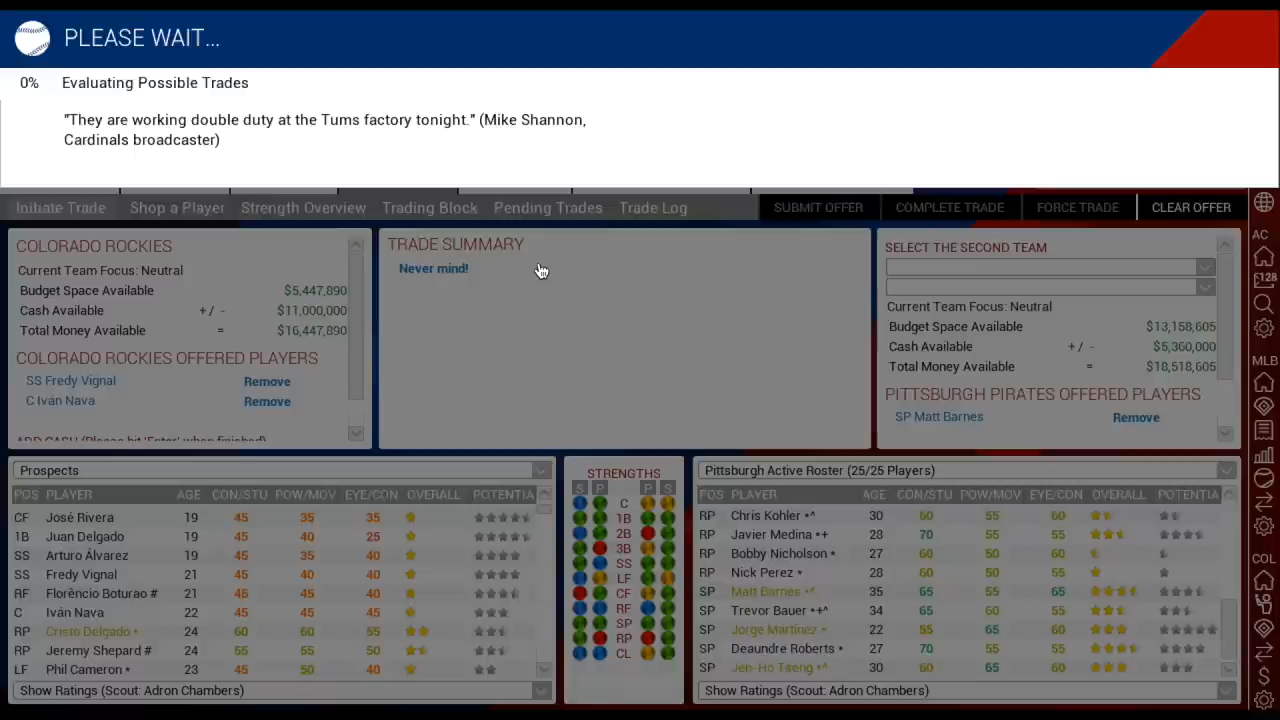 PLEASE WAIT...
0% Evaluating Possible Trades
"They are working double duty at the Tums factory tonight." (Mike Shannon,
Cardinals broadcaster)
Initiate Trade Shop a Player Strength Overview Trading Block Pending Trades Trade Log SUBMIT OFFER COMPLETE TRADE FORCE TRADE CLEAR OFFER
COLORADO ROCKIES
Current Team Focus: Neutral
Budget Space Available $5,447,890
Cash Available + / - $11,000,000
Total Money Available = $16,447,890
COLORADO ROCKIES OFFERED PLAYERS
SS Fredy Vignal Remove
C Iván Nava Remove
ADD CASH (Please hit 'Enter' when finished)
TRADE SUMMARY
Never mind!
SELECT THE SECOND TEAM
Current Team Focus: Neutral
Budget Space Available $13,158,605
Cash Available + / - $5,360,000
Total Money Available = $18,518,605
PITTSBURGH PIRATES OFFERED PLAYERS
SP Matt Barnes Remove
AC
128
MLB
COL
Prospects
POS PLAYER AGE CON/STU POW/MOV EYE/CON OVERALL POTENTIA
CF José Rivera 19 45 35 35
1B Juan Delgado 19 45 40 25
SS Arturo Álvarez 19 45 35 40
SS Fredy Vignal 21 45 40 40
RF Florêncio Boturao # 21 45 45 40
C Iván Nava 22 45 45 45
RP Cristo Delgado * 24 60 60 55
RP Jeremy Shepard # 24 55 55 50
LF Phil Cameron * 23 45 50 40
Show Ratings (Scout: Adron Chambers)
STRENGTHS
S P P S
C
1B
2B
3B
SS
LF
CF
RF
SP
RP
CL
Pittsburgh Active Roster (25/25 Players)
POS PLAYER AGE CON/STU POW/MOV EYE/CON OVERALL POTENTIA
RP Chris Kohler *^ 30 60 55 60
RP Javier Medina *+ 28 70 55 55
RP Bobby Nicholson * 27 60 50 60
RP Nick Perez * 28 60 50 55
SP Matt Barnes *^ 35 65 55 65
SP Trevor Bauer *+^ 34 65 60 55
SP Jorge Martinez * 22 55 65 60
SP Deaundre Roberts * 27 70 55 55
SP Jen-Ho Tseng *^ 30 60 65 60
Show Ratings (Scout: Adron Chambers)